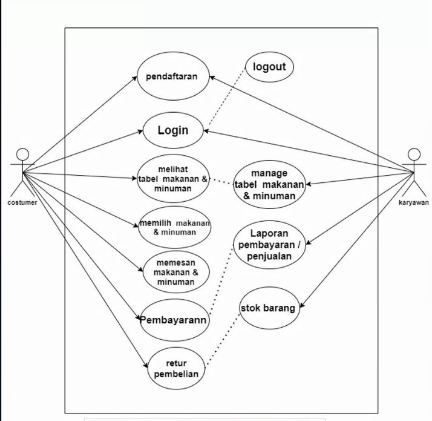 logout
pendaftaran
Login
melihat
tabel makanan &
minuman
manage
tabel makanan
& minuman
costumer
karyawan
memilih makanan
& minuman
Laporan
pembayaran /
penjualan
memesan
makanan &
minuman
Pembayarann
stok barang
retur
pembelian